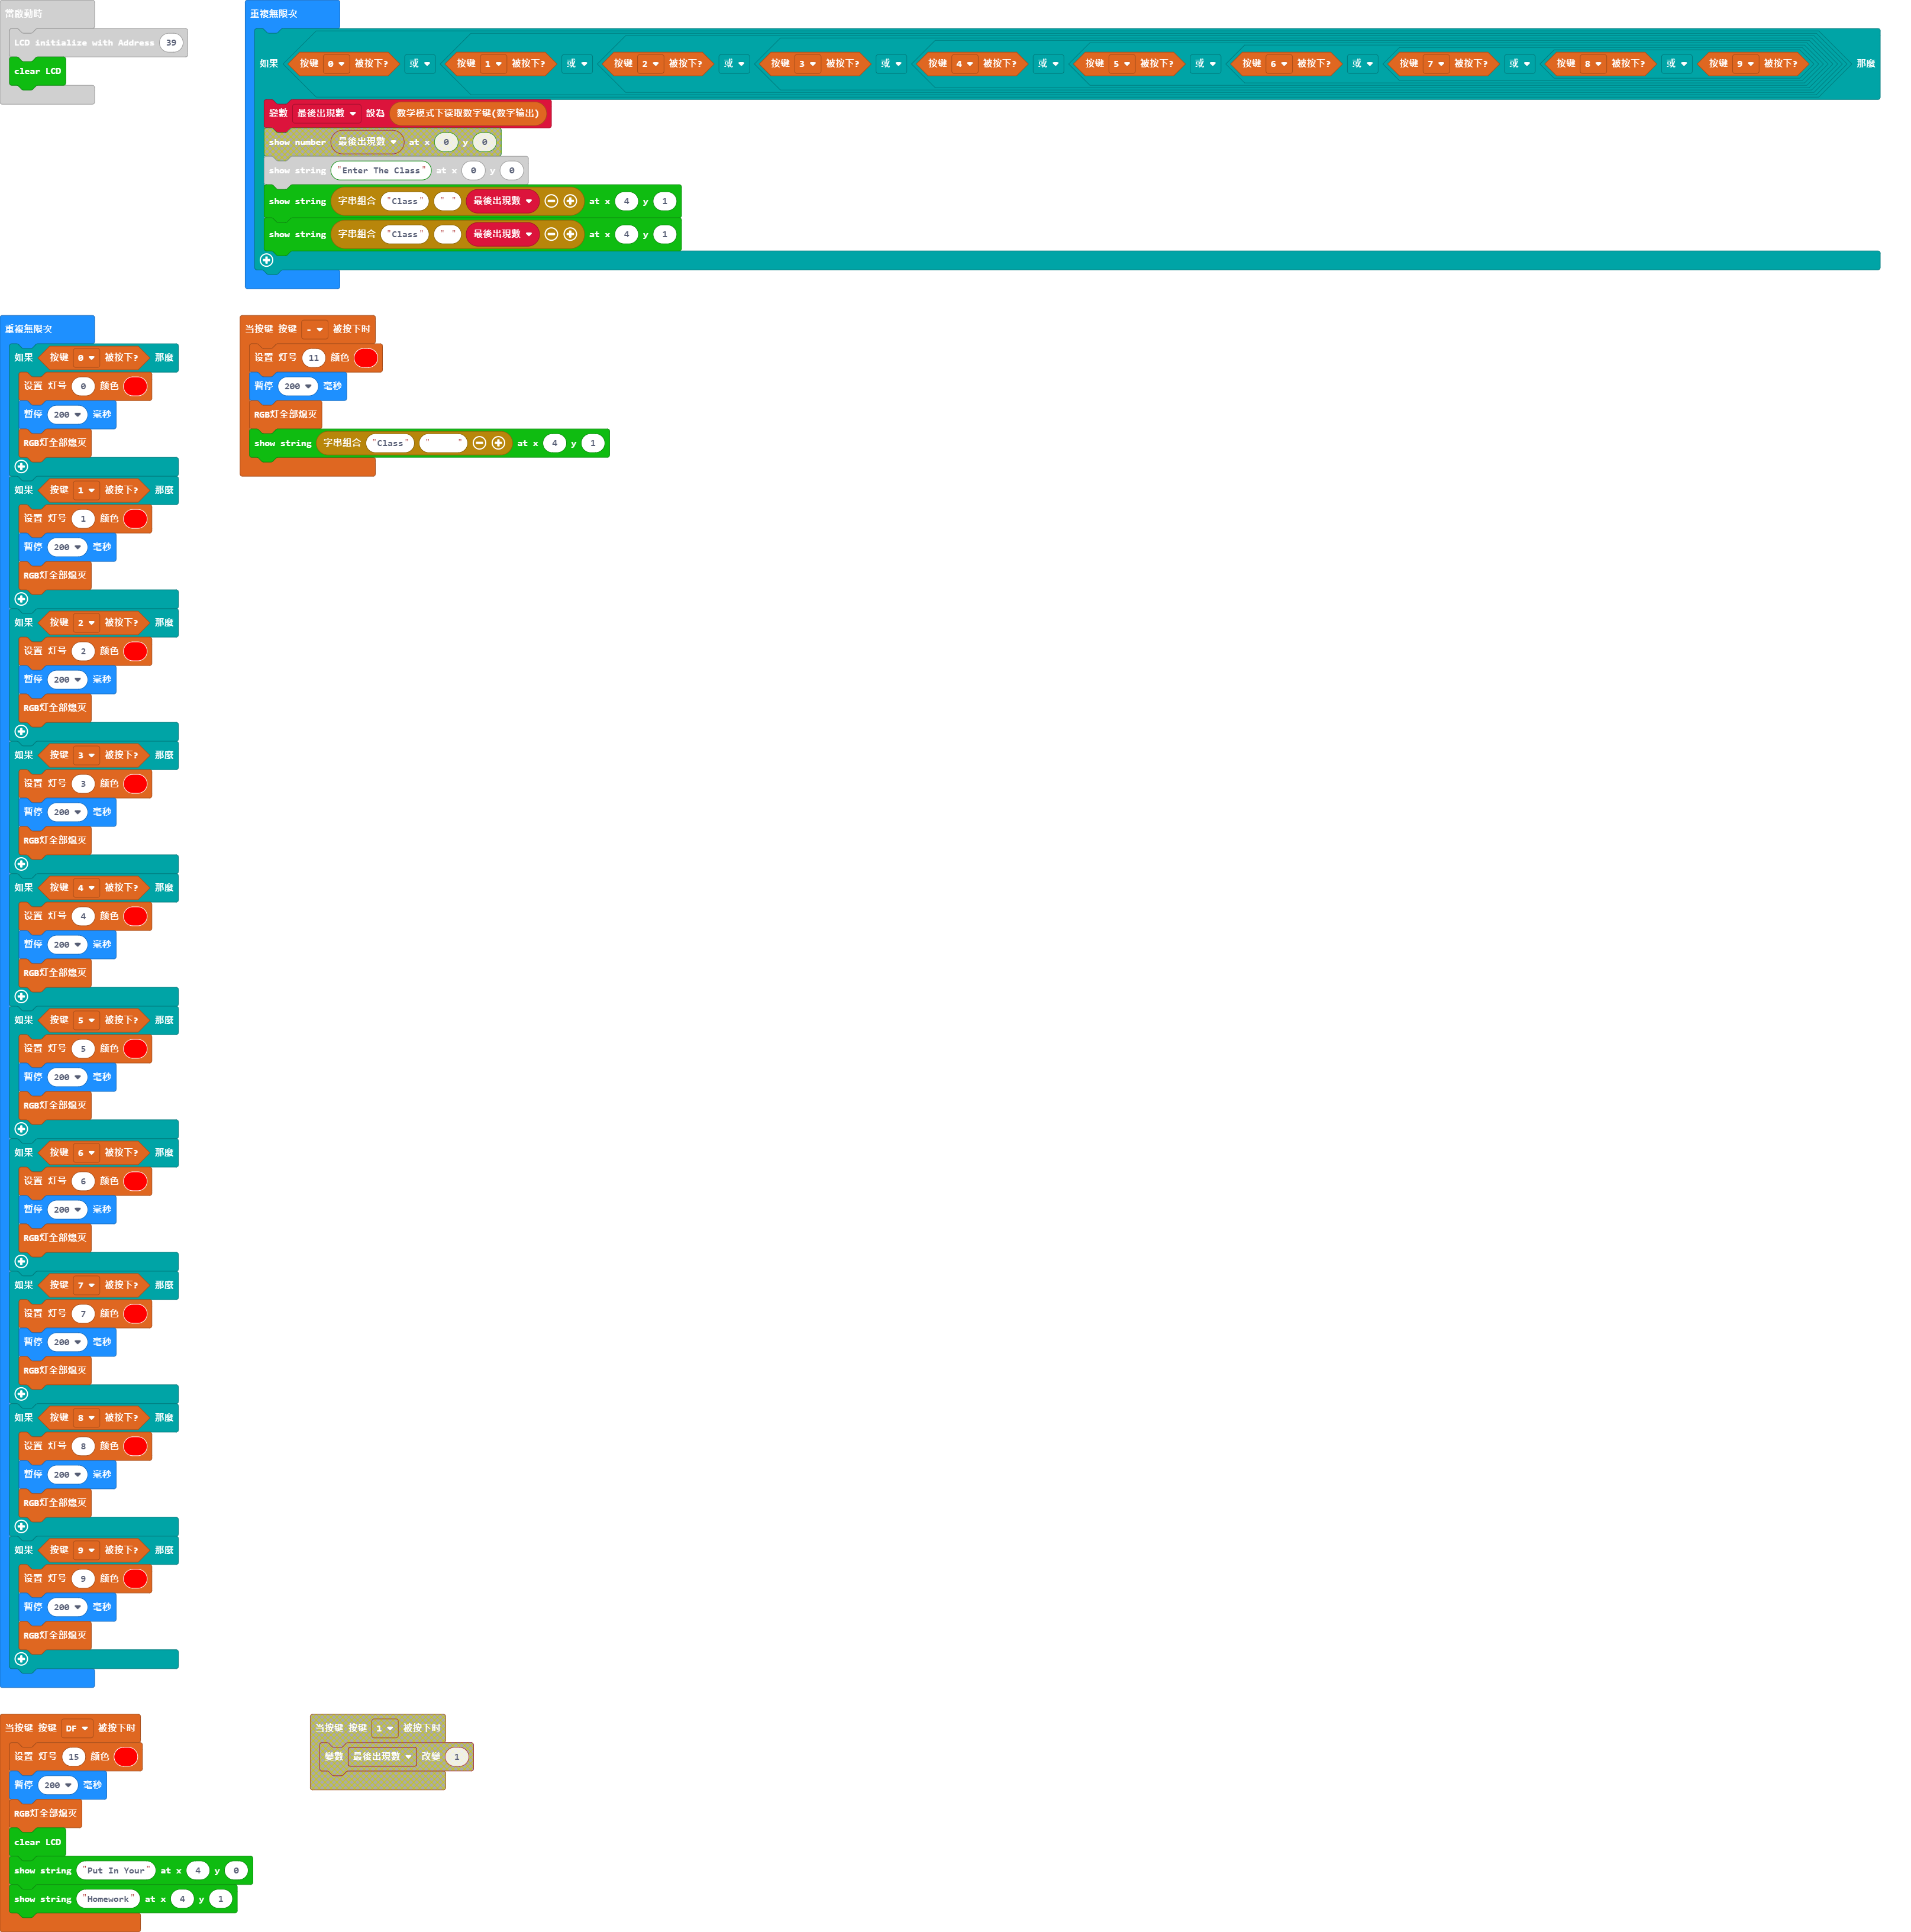 當啟動時
LCD initialize with Address 39
clear LCD
重複無限次
如果 按键 0 被按下? 或 按键 1 被按下? 或 按键 2 被按下? 或 按键 3 被按下? 或 按键 4 被按下? 或 按键 5 被按下? 或 按键 6 被按下? 或 按键 7 被按下? 或 按键 8 被按下? 或 按键 9 被按下? 那麼
變數 最後出現數 設為 数学模式下读取数字键(数字输出)
show number 最後出現數 at x 0 y 0
show string "Enter The Class" at x 0 y 0
show string 字串組合 "Class" " " 最後出現數 at x 4 y 1
show string 字串組合 "Class" " " 最後出現數 at x 4 y 1
重複無限次
如果 按键 0 被按下? 那麼
设置 灯号 0 颜色
暫停 200 毫秒
RGB灯全部熄灭
如果 按键 1 被按下? 那麼
设置 灯号 1 颜色
暫停 200 毫秒
RGB灯全部熄灭
如果 按键 2 被按下? 那麼
设置 灯号 2 颜色
暫停 200 毫秒
RGB灯全部熄灭
如果 按键 3 被按下? 那麼
设置 灯号 3 颜色
暫停 200 毫秒
RGB灯全部熄灭
如果 按键 4 被按下? 那麼
设置 灯号 4 颜色
暫停 200 毫秒
RGB灯全部熄灭
如果 按键 5 被按下? 那麼
设置 灯号 5 颜色
暫停 200 毫秒
RGB灯全部熄灭
如果 按键 6 被按下? 那麼
设置 灯号 6 颜色
暫停 200 毫秒
RGB灯全部熄灭
如果 按键 7 被按下? 那麼
设置 灯号 7 颜色
暫停 200 毫秒
RGB灯全部熄灭
如果 按键 8 被按下? 那麼
设置 灯号 8 颜色
暫停 200 毫秒
RGB灯全部熄灭
如果 按键 9 被按下? 那麼
设置 灯号 9 颜色
暫停 200 毫秒
RGB灯全部熄灭
当按键 按键 - 被按下时
设置 灯号 11 颜色
暫停 200 毫秒
RGB灯全部熄灭
show string 字串組合 "Class" "     " at x 4 y 1
当按键 按键 DF 被按下时
设置 灯号 15 颜色
暫停 200 毫秒
RGB灯全部熄灭
clear LCD
show string "Put In Your" at x 4 y 0
show string "Homework" at x 4 y 1
当按键 按键 1 被按下时
變數 最後出現數 改變 1